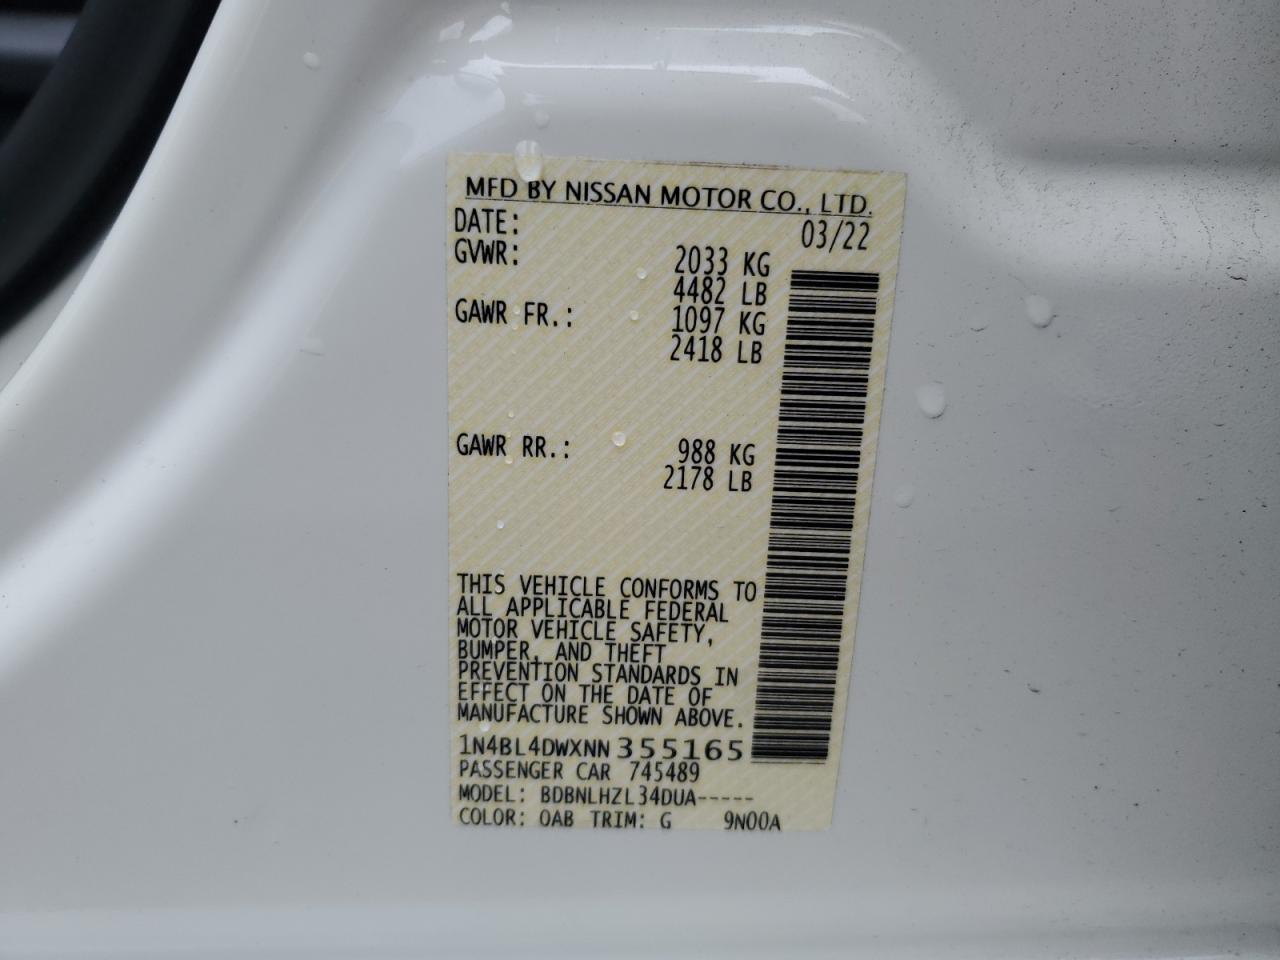 MFD BY NISSAN MOTOR CO., LTD.
DATE: 03/22
GVWR: 2033 KG
4482 LB
GAWR FR.: 1097 KG
2418 LB
GAWR RR.: 988 KG
2178 LB
THIS VEHICLE CONFORMS TO
ALL APPLICABLE FEDERAL
MOTOR VEHICLE SAFETY,
BUMPER, AND THEFT
PREVENTION STANDARDS IN
EFFECT ON THE DATE OF
MANUFACTURE SHOWN ABOVE.
1N4BL4DWXNN355165
PASSENGER CAR 745489
MODEL: BDBNLHZL34DUA-----
COLOR: QAB TRIM: G 9N00A